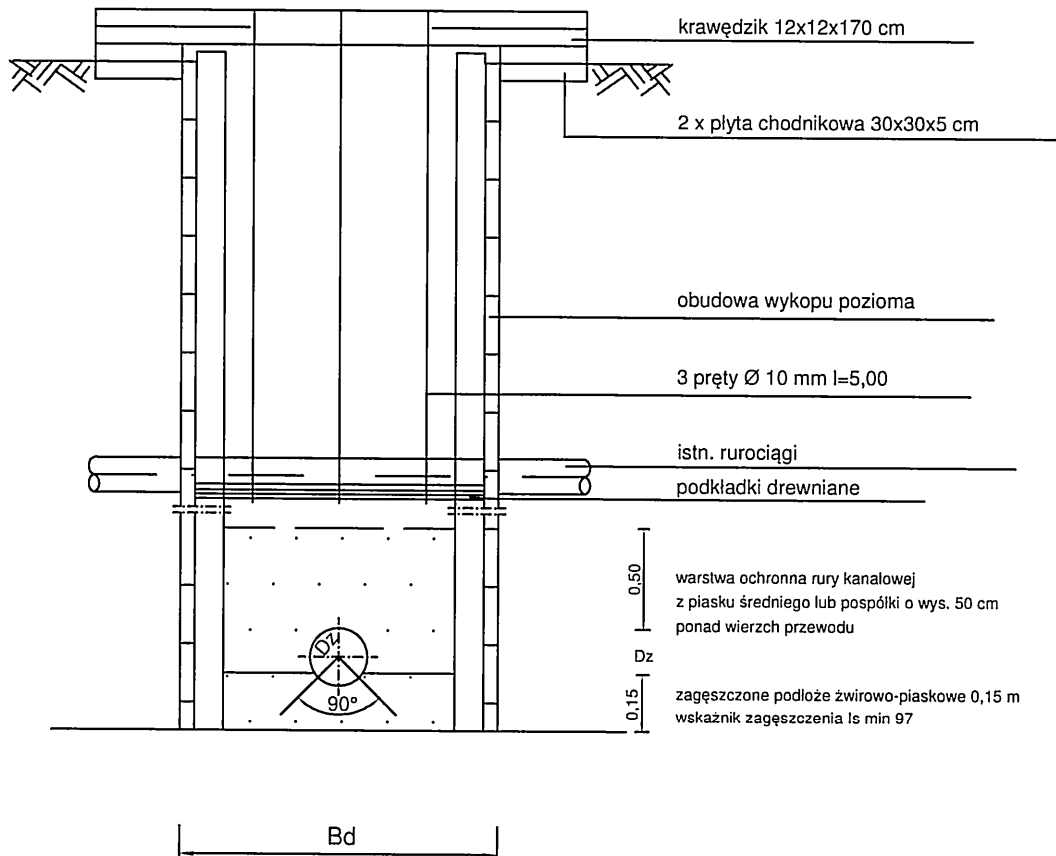 krawędzik 12x12x170 cm
2 x płyta chodnikowa 30x30x5 cm
obudowa wykopu pozioma
3 pręty Ø 10 mm l=5,00
istn. rurociągi
podkładki drewniane
0,50
warstwa ochronna rury kanałowej
z piasku średniego lub pospółki o wys. 50 cm
ponad wierzch przewodu
Dz
Dz
90°
0,15
zagęszczone podłoże żwirowo-piaskowe 0,15 m
wskaźnik zagęszczenia Is min 97
Bd